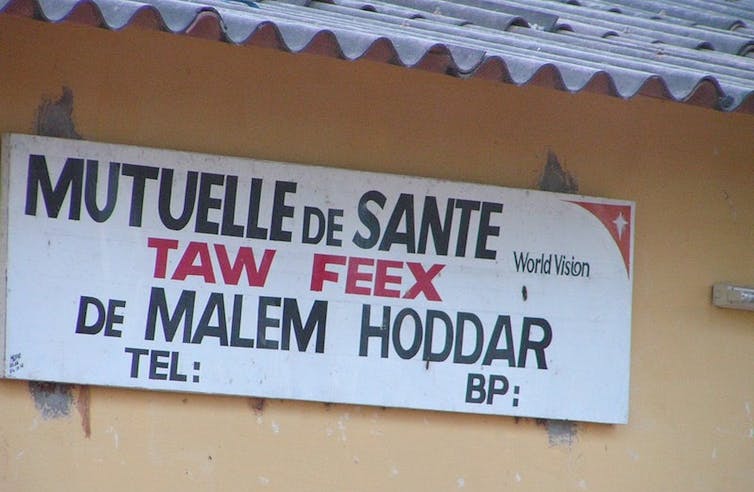 MUTUELLE DE SANTE
World Vision
TAW FEEX
DE MALEM HODDAR
TEL:
BP: